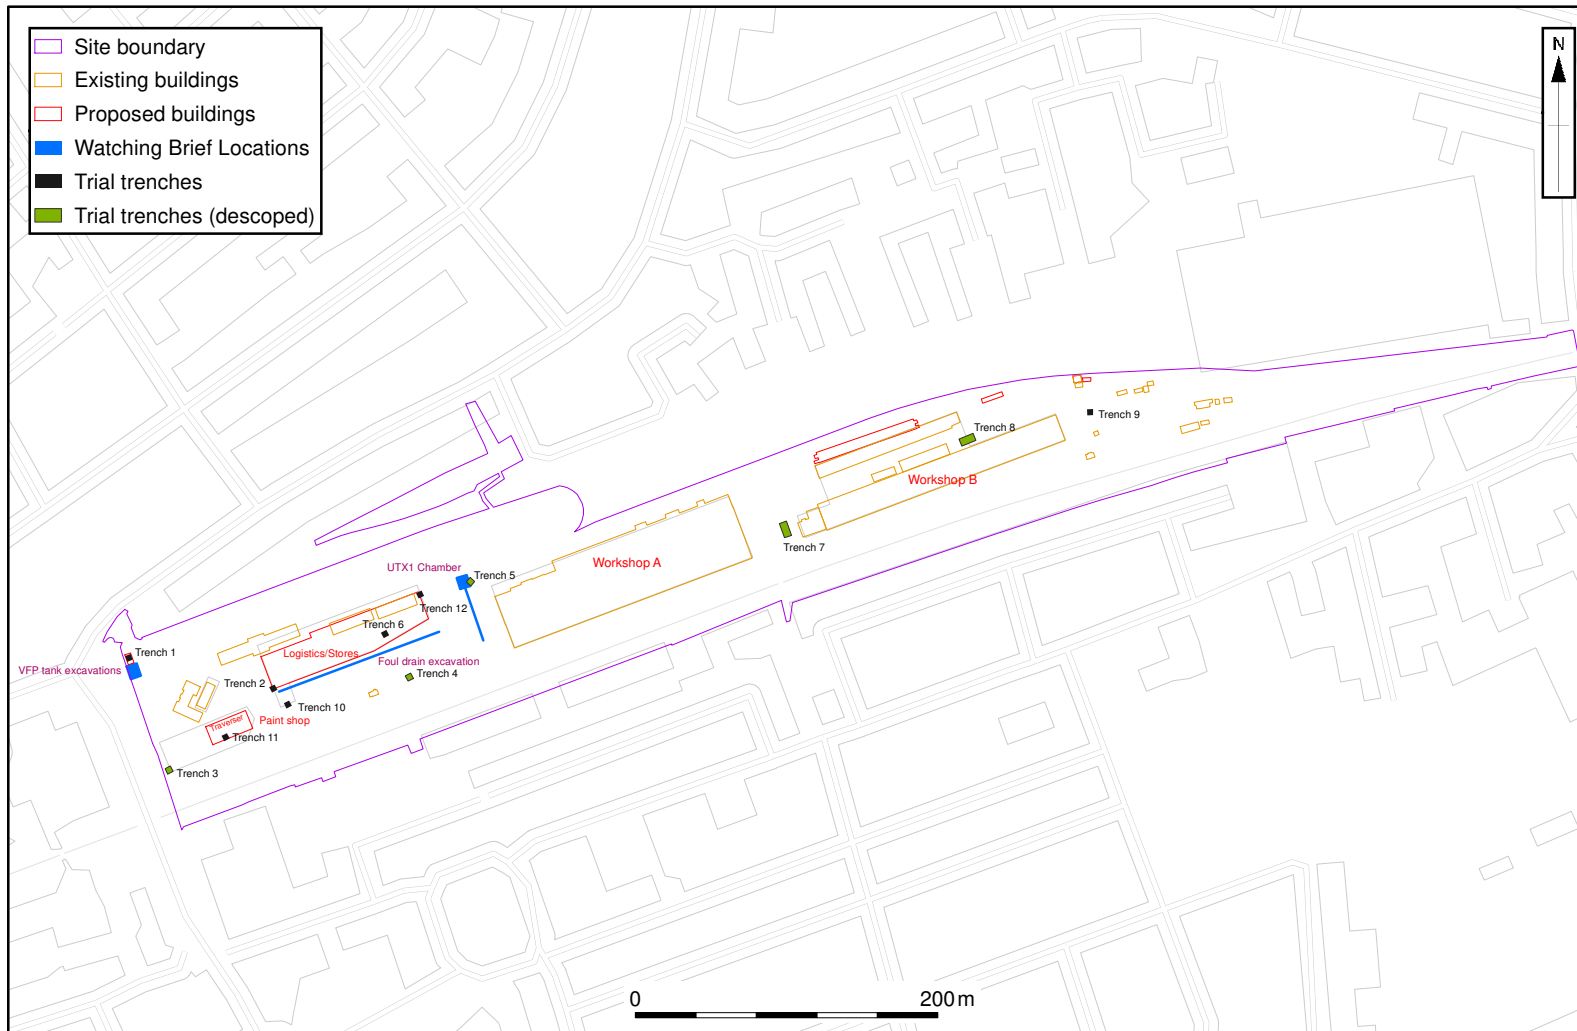 Site boundary
Existing buildings
Proposed buildings
Watching Brief Locations
Trial trenches
Trial trenches (descoped)
N
Trench 9
Trench 8
Workshop B
Trench 7
Workshop A
UTX1 Chamber
Trench 5
Trench 12
Trench 6
Logistics/Stores
Foul drain excavation
Trench 4
Trench 1
VFP tank excavations
Trench 2
Trench 10
Traverser
Paint shop
Trench 11
Trench 3
0 200m